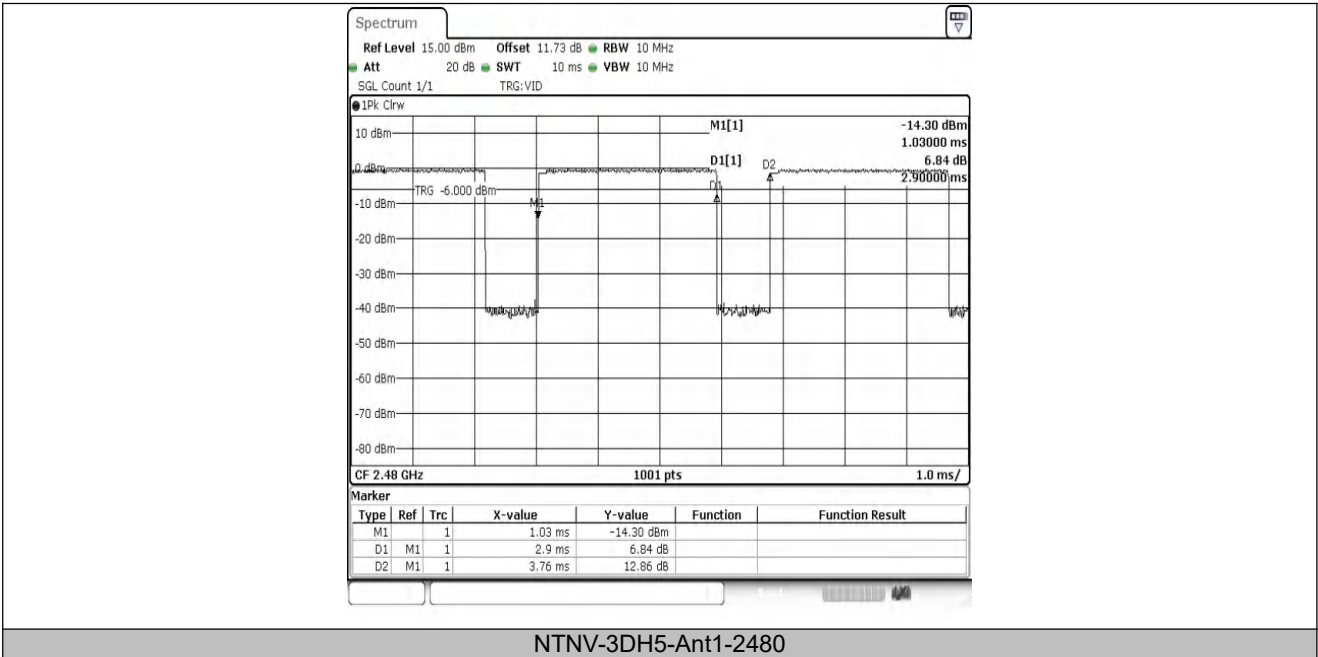 Spectrum
Ref Level 15.00 dBm Offset 11.73 dB RBW 10 MHz
Att 20 dB SWT 10 ms VBW 10 MHz
SGL Count 1/1 TRG:VID
1Pk Clrw
M1[1] -14.30 dBm
10 dBm
1.03000 ms
D1[1] 6.84 dB
D2
0 dBm
2.90000 ms
D1
TRG -6.000 dBm
-10 dBm
M1
-20 dBm
-30 dBm
-40 dBm
-50 dBm
-60 dBm
-70 dBm
-80 dBm
CF 2.48 GHz 1001 pts 1.0 ms/
Marker
Type Ref Trc X-value Y-value Function Function Result
M1 1 1.03 ms -14.30 dBm
D1 M1 1 2.9 ms 6.84 dB
D2 M1 1 3.76 ms 12.86 dB
NTNV-3DH5-Ant1-2480